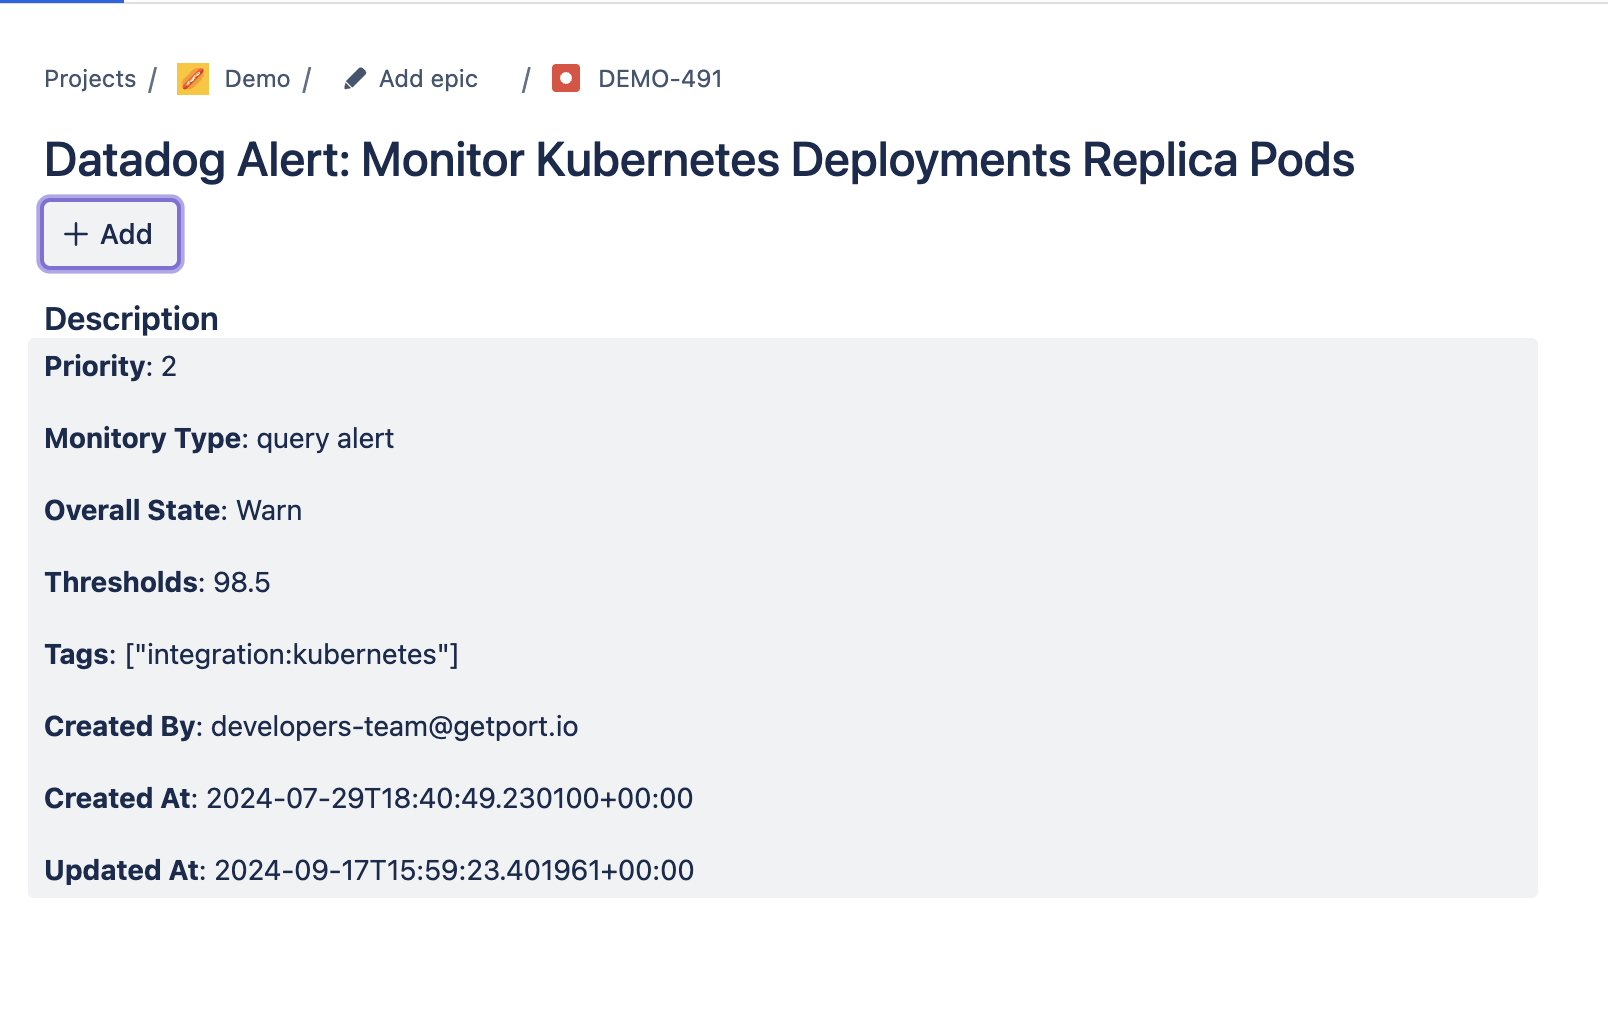 Projects / Demo / Add epic / DEMO-491
Datadog Alert: Monitor Kubernetes Deployments Replica Pods
+ Add
Description
Priority: 2
Monitory Type: query alert
Overall State: Warn
Thresholds: 98.5
Tags: ["integration:kubernetes"]
Created By: developers-team@getport.io
Created At: 2024-07-29T18:40:49.230100+00:00
Updated At: 2024-09-17T15:59:23.401961+00:00